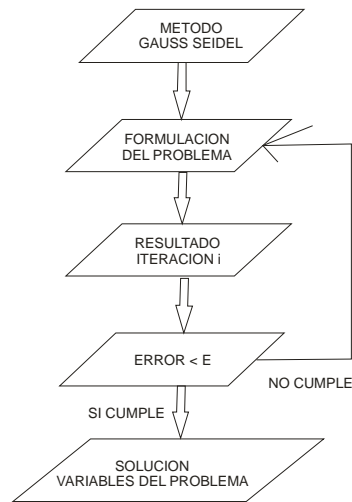 METODO
GAUSS SEIDEL
FORMULACION
DEL PROBLEMA
RESULTADO
ITERACION i
ERROR < E
NO CUMPLE
SI CUMPLE
SOLUCION
VARIABLES DEL PROBLEMA